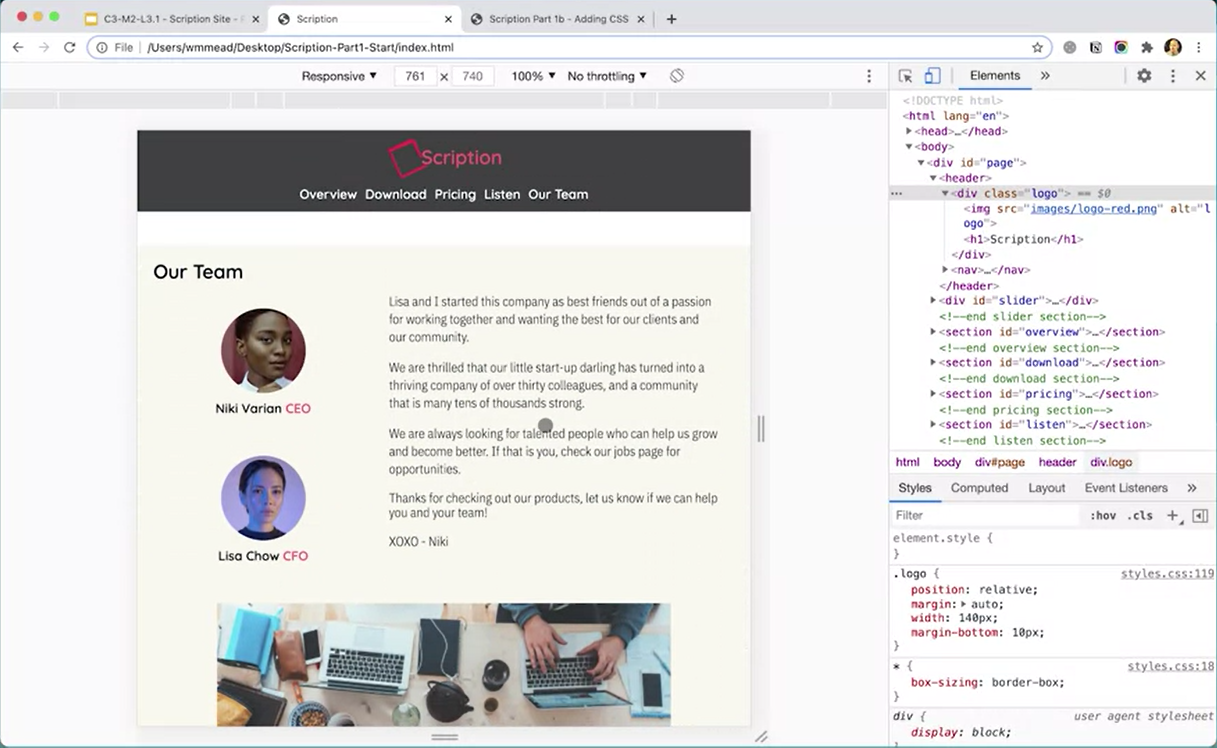 C3-M2-L3.1 - Scription Site -
Scription
Scription Part 1b - Adding CSS
File /Users/wmmead/Desktop/Scription-Part1-Start/index.html
Responsive 761 × 740 100% No throttling
Scription
Overview Download Pricing Listen Our Team
Our Team
Niki Varian CEO
Lisa Chow CFO
Lisa and I started this company as best friends out of a passion
for working together and wanting the best for our clients and
our community.
We are thrilled that our little start-up darling has turned into a
thriving company of over thirty colleagues, and a community
that is many tens of thousands strong.
We are always looking for talented people who can help us grow
and become better. If that is you, check our jobs page for
opportunities.
Thanks for checking out our products, let us know if we can help
you and your team!
XOXO - Niki
Elements »
<!DOCTYPE html>
<html lang="en">
<head>…</head>
<body>
<div id="page">
<header>
<div class="logo"> == $0
<img src="images/logo-red.png" alt="l
ogo">
<h1>Scription</h1>
</div>
<nav>…</nav>
</header>
<div id="slider">…</div>
<!--end slider section-->
<section id="overview">…</section>
<!--end overview section-->
<section id="download">…</section>
<!--end download section-->
<section id="pricing">…</section>
<!--end pricing section-->
<section id="listen">…</section>
<!--end listen section-->
html body div#page header div.logo
Styles Computed Layout Event Listeners »
Filter :hov .cls +
element.style {
}
.logo { styles.css:119
position: relative;
margin: auto;
width: 140px;
margin-bottom: 10px;
}
* { styles.css:18
box-sizing: border-box;
}
div { user agent stylesheet
display: block;